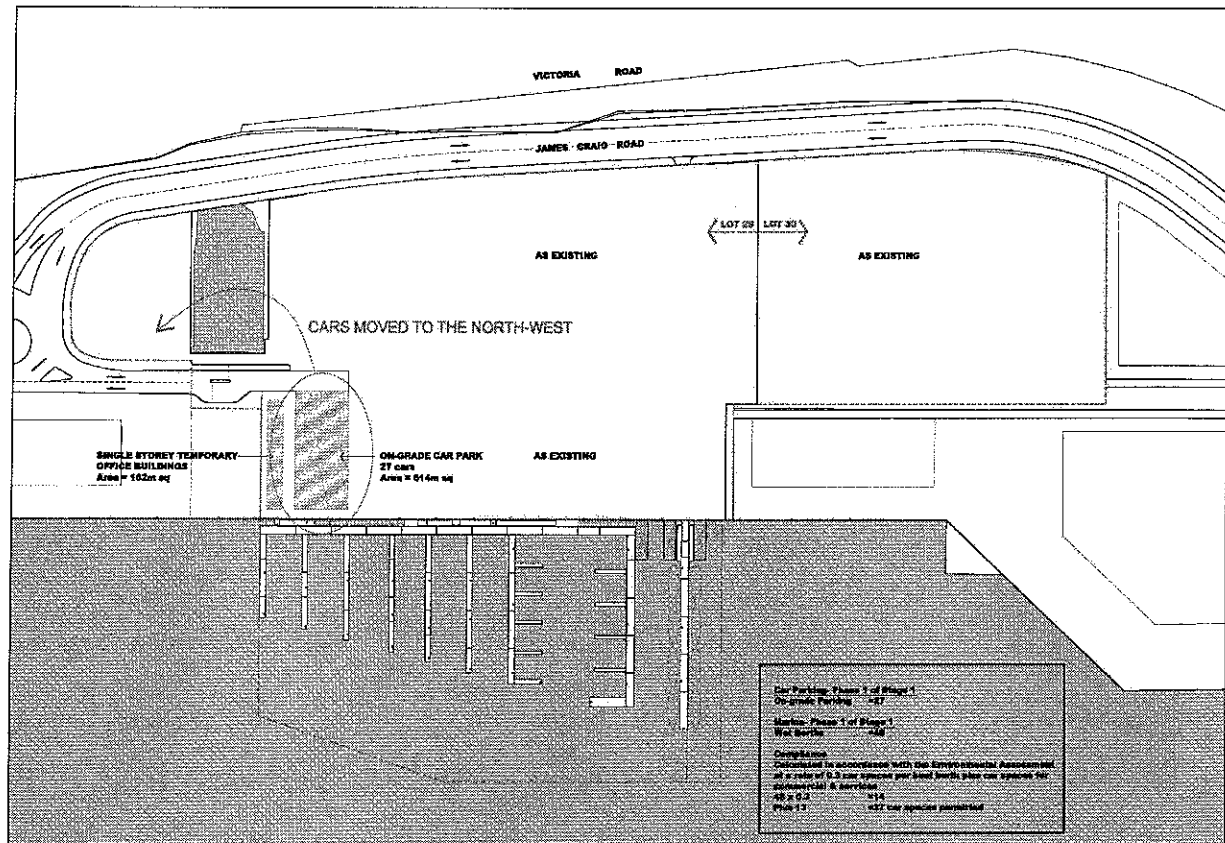 VICTORIA ROAD
JAMES CRAIG ROAD
LOT 29 LOT 30
AS EXISTING
AS EXISTING
CARS MOVED TO THE NORTH-WEST
SINGLE STOREY TEMPORARY
OFFICE BUILDINGS
Area = 162m sq
ON-GRADE CAR PARK
27 cars
Area = 614m sq
AS EXISTING
Car Parking- Phase 1 of Stage 1
On-grade Parking =27
Marina- Phase 1 of Stage 1
Wet Berths
Compliance
Calculated in accordance with the Environmental Assessment
at a rate of 0.3 car spaces per boat berth plus car spaces for
commercial & services
x 0.3
Plus =27 car spaces permitted